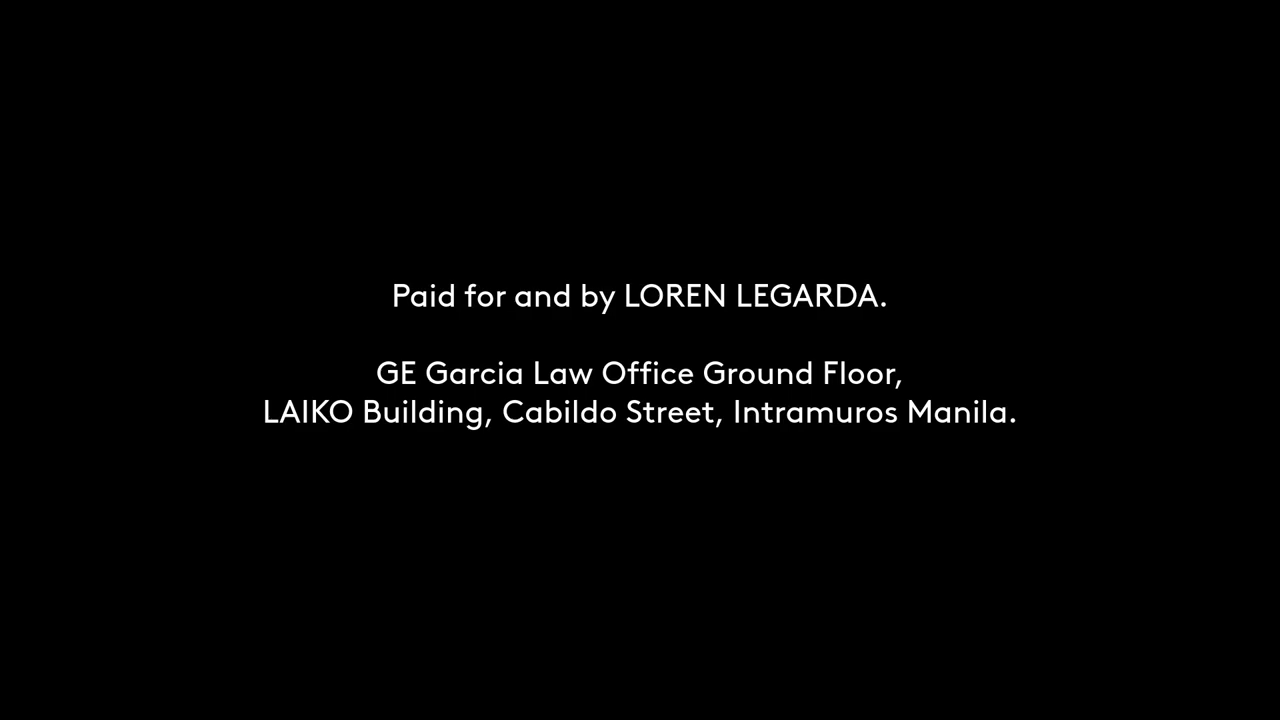 Paid for and by LOREN LEGARDA.
GE Garcia Law Office Ground Floor,
LAIKO Building, Cabildo Street, Intramuros Manila.